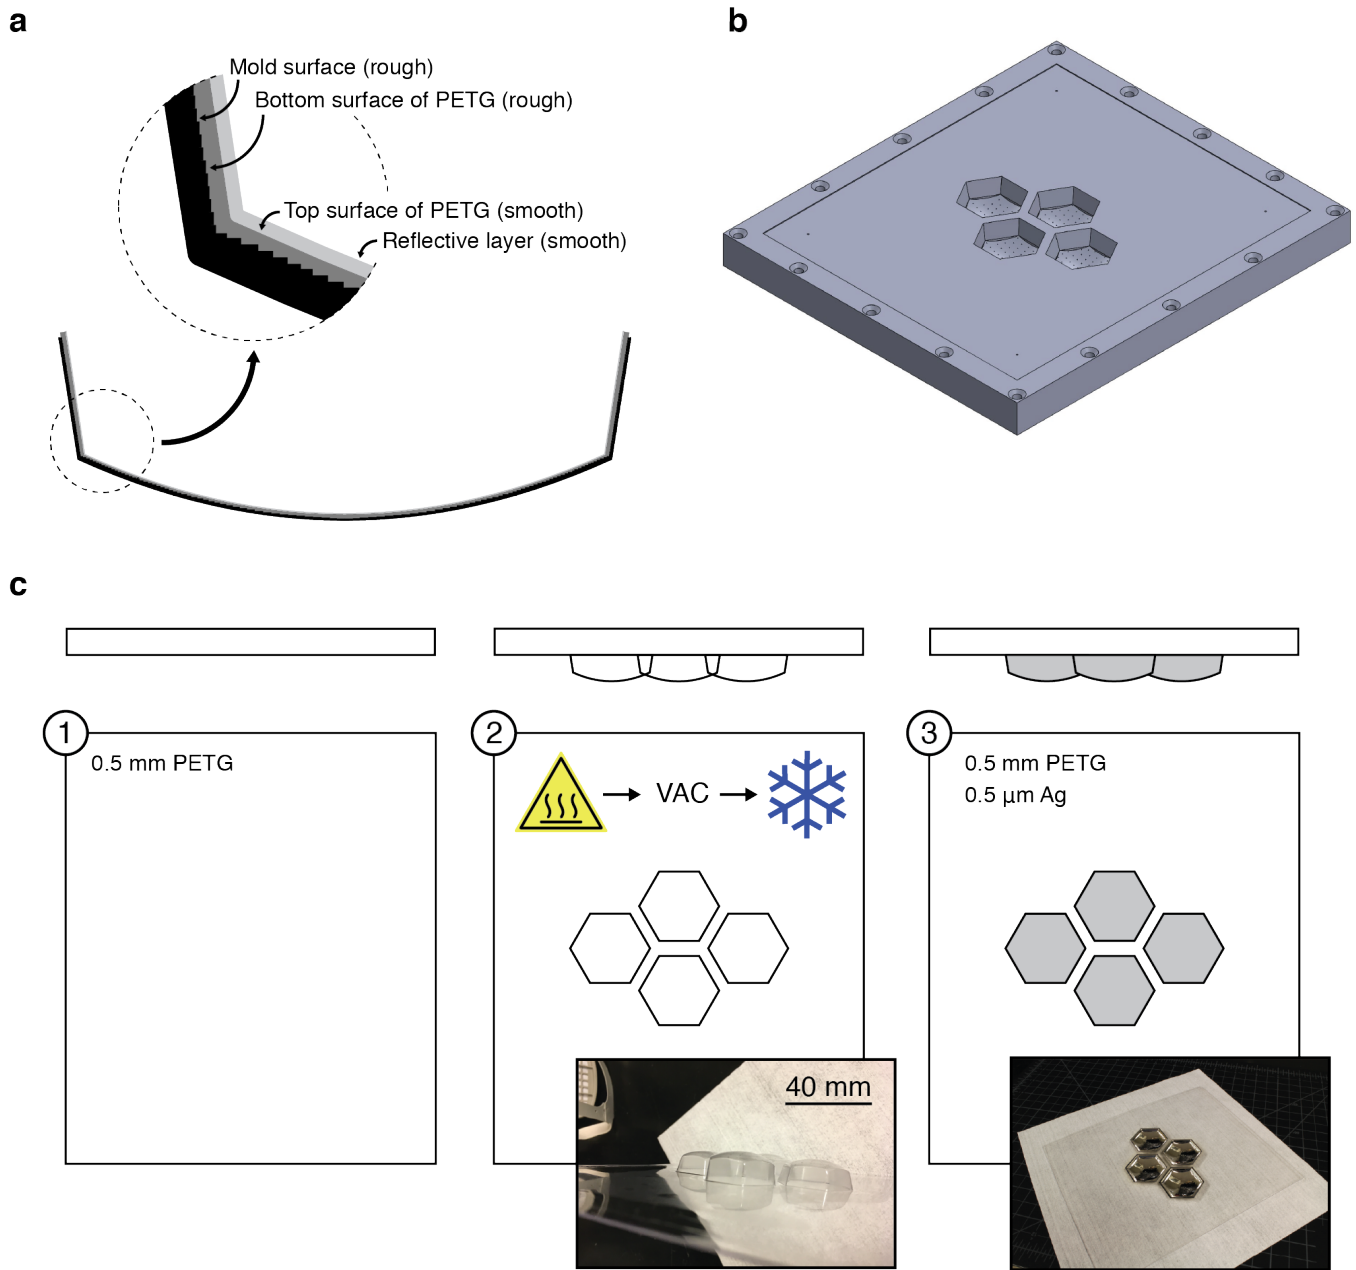 a
Mold surface (rough)
Bottom surface of PETG (rough)
Top surface of PETG (smooth)
Reflective layer (smooth)
b
c
1
0.5 mm PETG
2
VAC
40 mm
3
0.5 mm PETG
0.5 µm Ag